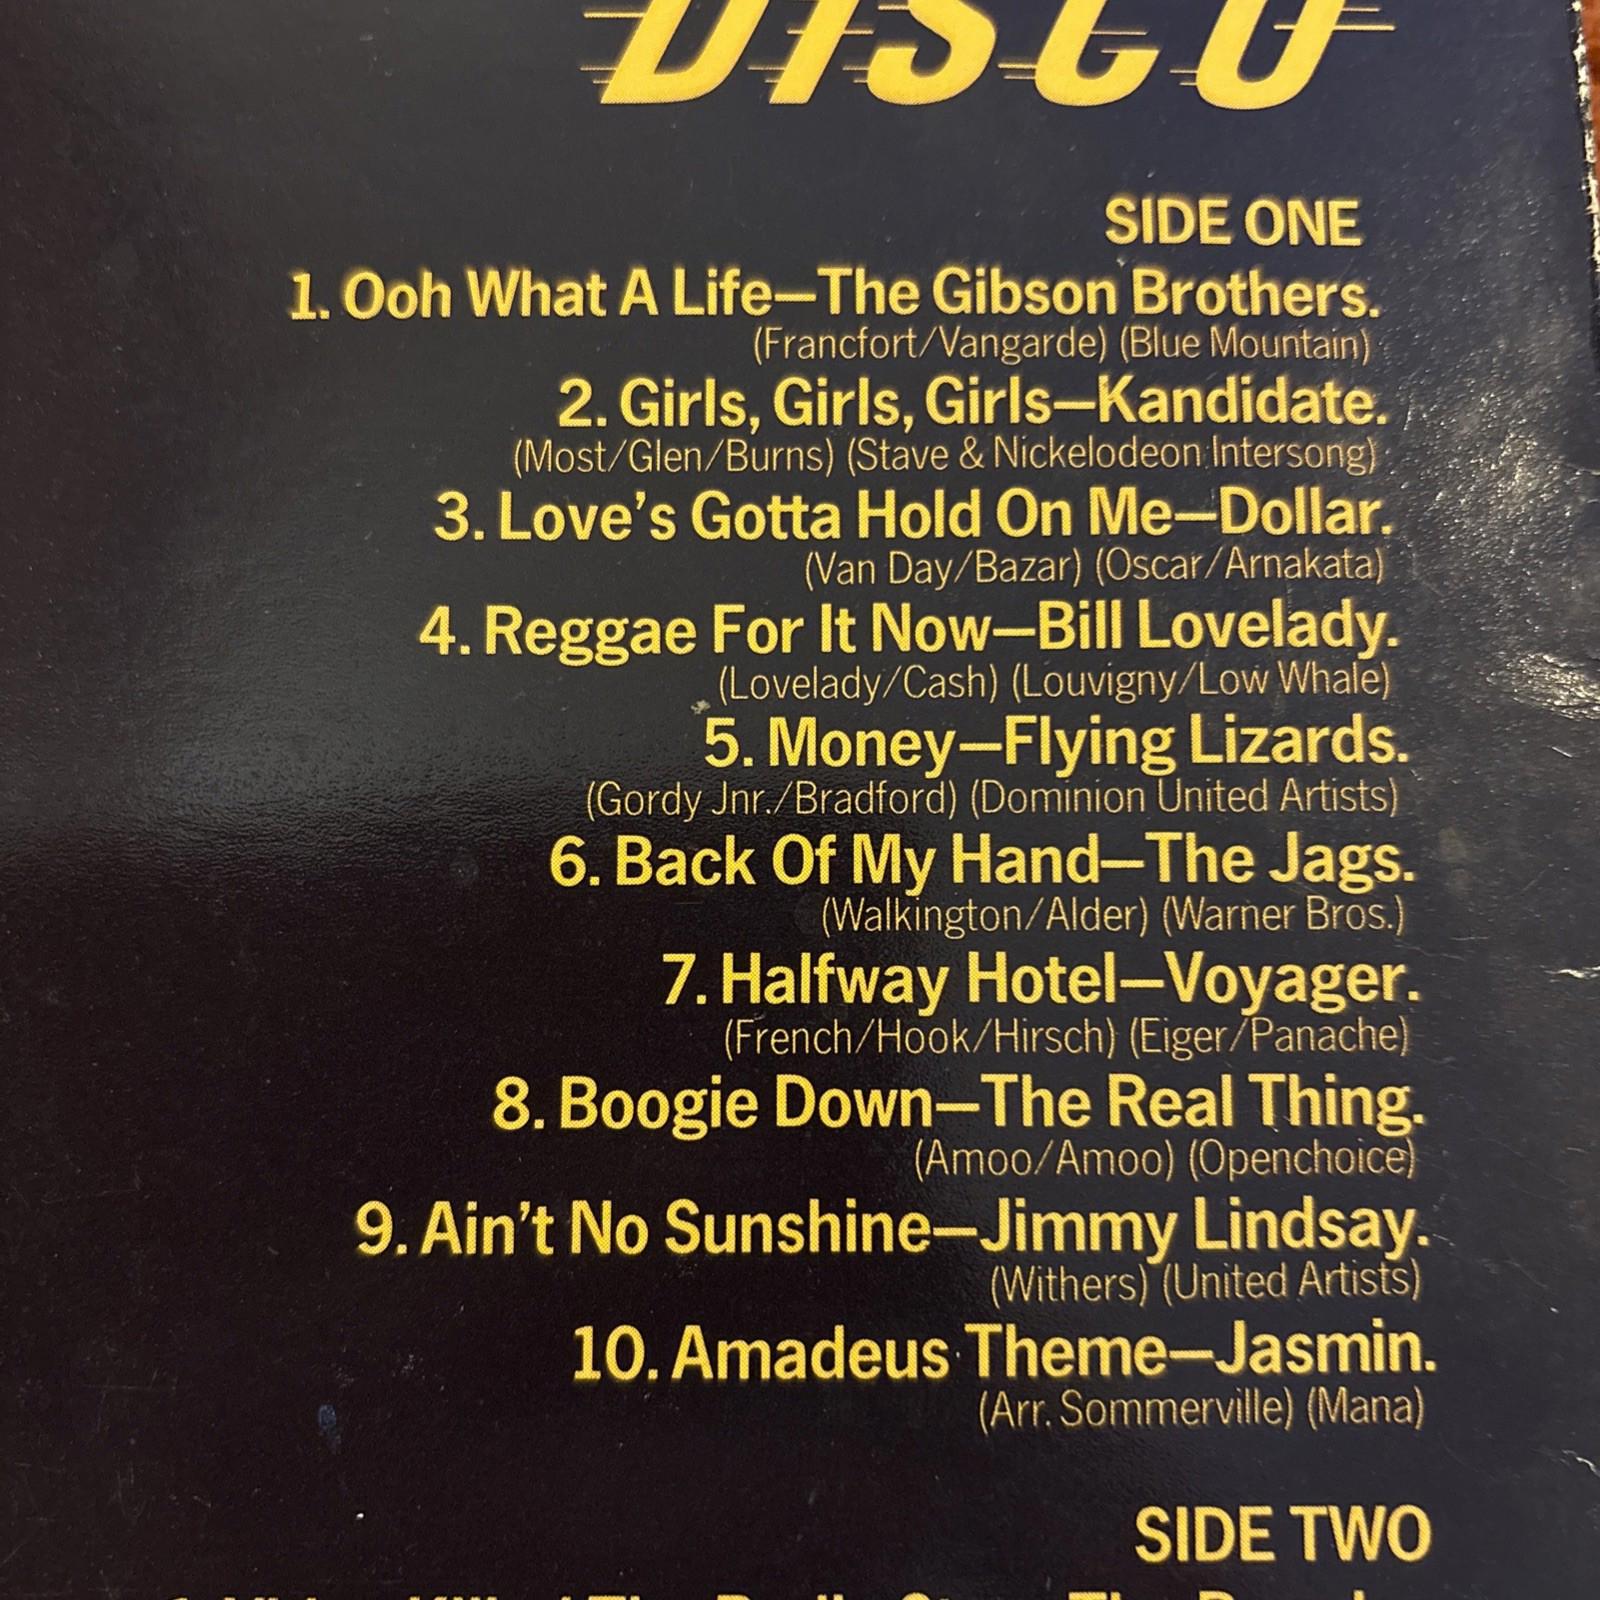 DISCO
SIDE ONE
1. Ooh What A Life—The Gibson Brothers.
(Francfort/Vangarde) (Blue Mountain)
2. Girls, Girls, Girls—Kandidate.
(Most/Glen/Burns) (Stave & Nickelodeon Intersong)
3. Love's Gotta Hold On Me—Dollar.
(Van Day/Bazar) (Oscar/Arnakata)
4. Reggae For It Now—Bill Lovelady.
(Lovelady/Cash) (Louvigny/Low Whale)
5. Money—Flying Lizards.
(Gordy Jnr./Bradford) (Dominion United Artists)
6. Back Of My Hand—The Jags.
(Walkington/Alder) (Warner Bros.)
7. Halfway Hotel—Voyager.
(French/Hook/Hirsch) (Eiger/Panache)
8. Boogie Down—The Real Thing.
(Amoo/Amoo) (Openchoice)
9. Ain't No Sunshine—Jimmy Lindsay.
(Withers) (United Artists)
10. Amadeus Theme—Jasmin.
(Arr. Sommerville) (Mana)
SIDE TWO